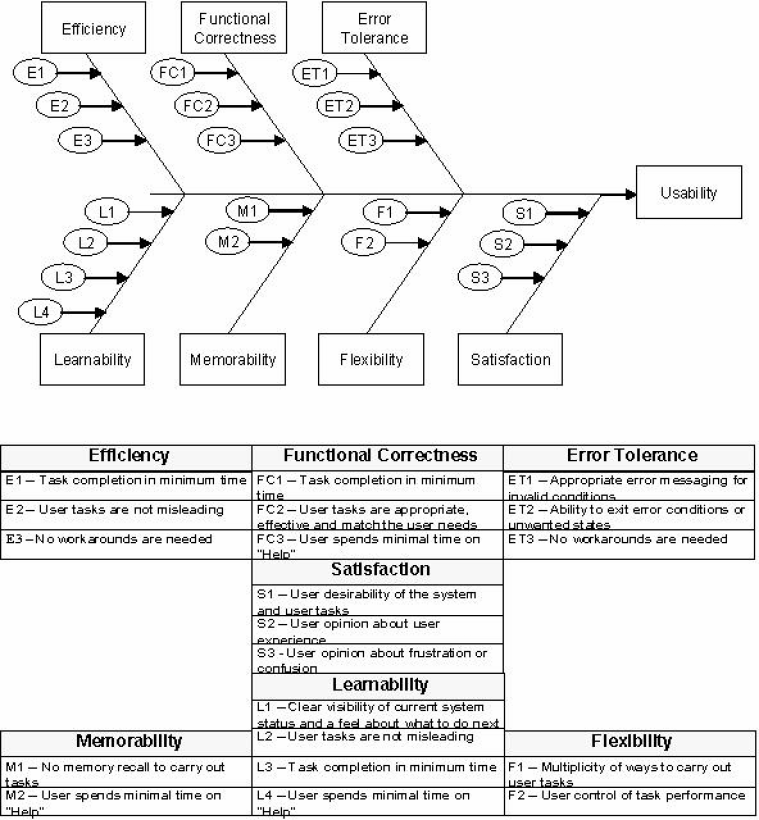 Efficiency
Functional
Correctness
Error
Tolerance
E1
FC1
ET1
E2
FC2
ET2
E3
FC3
ET3
Usability
L1
M1
F1
S1
L2
M2
F2
S2
L3
S3
L4
Learnability
Memorability
Flexibility
Satisfaction
Efficiency
E1 – Task completion in minimum time
E2 – User tasks are not misleading
E3 – No workarounds are needed
Functional Correctness
FC1 – Task completion in minimum
time
FC2 – User tasks are appropriate,
effective and match the user needs
FC3 – User spends minimal time on
"Help"
Error Tolerance
ET1 – Appropriate error messaging for
invalid conditions
ET2 – Ability to exit error conditions or
unwanted states
ET3 – No workarounds are needed
Satisfaction
S1 – User desirability of the system
and user tasks
S2 – User opinion about user
experience
S3 - User opinion about frustration or
confusion
Learnability
L1 – Clear visibility of current system
status and a feel about what to do next
L2 – User tasks are not misleading
L3 – Task completion in minimum time
L4 – User spends minimal time on
"Help"
Memorability
M1 – No memory recall to carry out
tasks
M2 – User spends minimal time on
"Help"
Flexibility
F1 – Multiplicity of ways to carry out
user tasks
F2 – User control of task performance